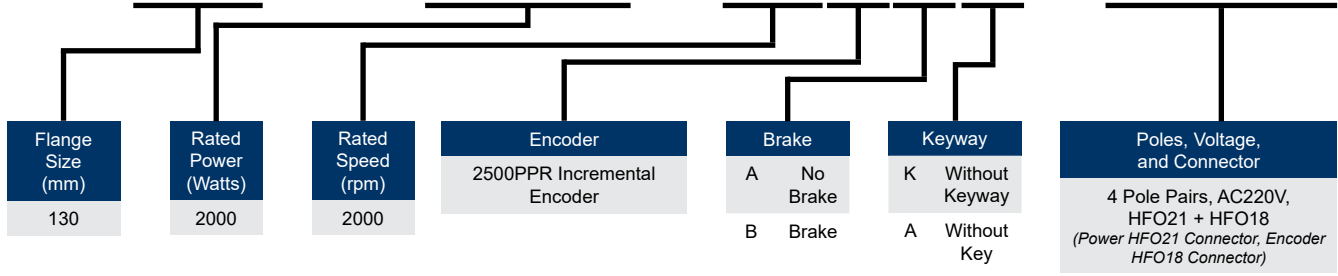 Flange
Size
(mm)
130
Rated
Power
(Watts)
2000
Rated
Speed
(rpm)
2000
Encoder
2500PPR Incremental
Encoder
Brake
A No
Brake
B Brake
Keyway
K Without
Keyway
A Without
Key
Poles, Voltage,
and Connector
4 Pole Pairs, AC220V,
HFO21 + HFO18
(Power HFO21 Connector, Encoder
HFO18 Connector)